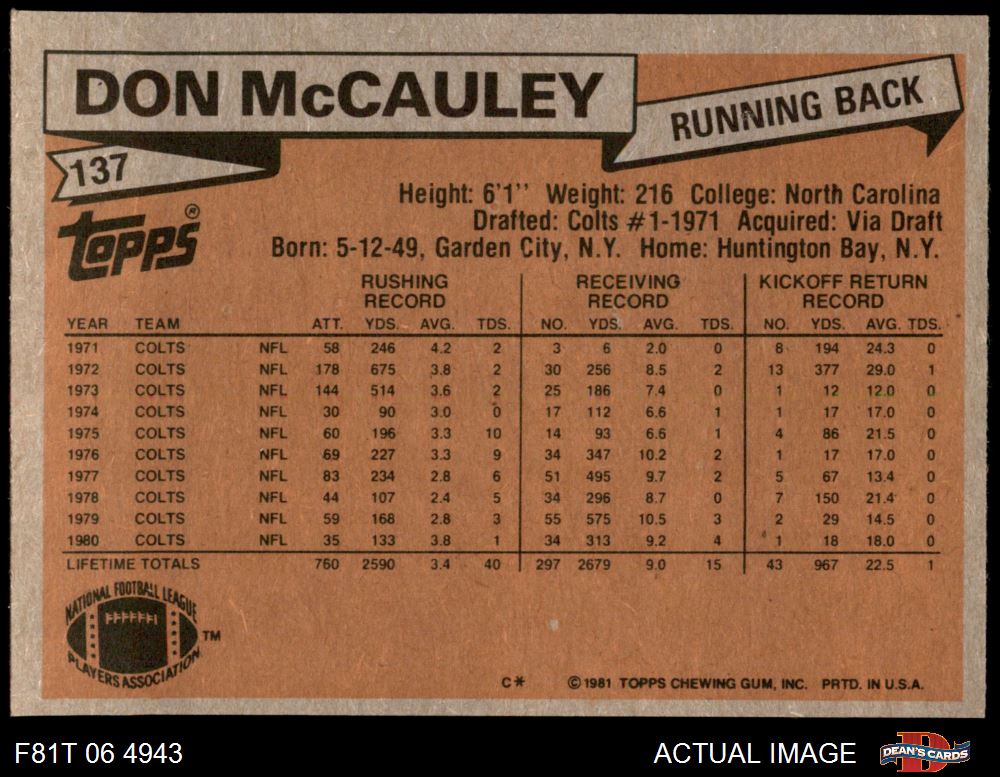 DON McCAULEY
RUNNING BACK
137
TOPPS®
Height: 6'1'' Weight: 216 College: North Carolina
Drafted: Colts #1-1971 Acquired: Via Draft
Born: 5-12-49, Garden City, N.Y. Home: Huntington Bay, N.Y.
RUSHING RECORD RECEIVING RECORD KICKOFF RETURN RECORD
YEAR TEAM ATT. YDS. AVG. TDS. NO. YDS. AVG. TDS. NO. YDS. AVG. TDS.
1971 COLTS NFL 58 246 4.2 2 3 6 2.0 0 8 194 24.3 0
1972 COLTS NFL 178 675 3.8 2 30 256 8.5 2 13 377 29.0 1
1973 COLTS NFL 144 514 3.6 2 25 186 7.4 0 1 12 12.0 0
1974 COLTS NFL 30 90 3.0 0 17 112 6.6 1 1 17 17.0 0
1975 COLTS NFL 60 196 3.3 10 14 93 6.6 1 4 86 21.5 0
1976 COLTS NFL 69 227 3.3 9 34 347 10.2 2 1 17 17.0 0
1977 COLTS NFL 83 234 2.8 6 51 495 9.7 2 5 67 13.4 0
1978 COLTS NFL 44 107 2.4 5 34 296 8.7 0 7 150 21.4 0
1979 COLTS NFL 59 168 2.8 3 55 575 10.5 3 2 29 14.5 0
1980 COLTS NFL 35 133 3.8 1 34 313 9.2 4 1 18 18.0 0
LIFETIME TOTALS 760 2590 3.4 40 297 2679 9.0 15 43 967 22.5 1
NATIONAL FOOTBALL LEAGUE
PLAYERS ASSOCIATION
TM
C* ©1981 TOPPS CHEWING GUM, INC. PRTD. IN U.S.A.
F81T 06 4943
ACTUAL IMAGE
DEAN'S CARDS